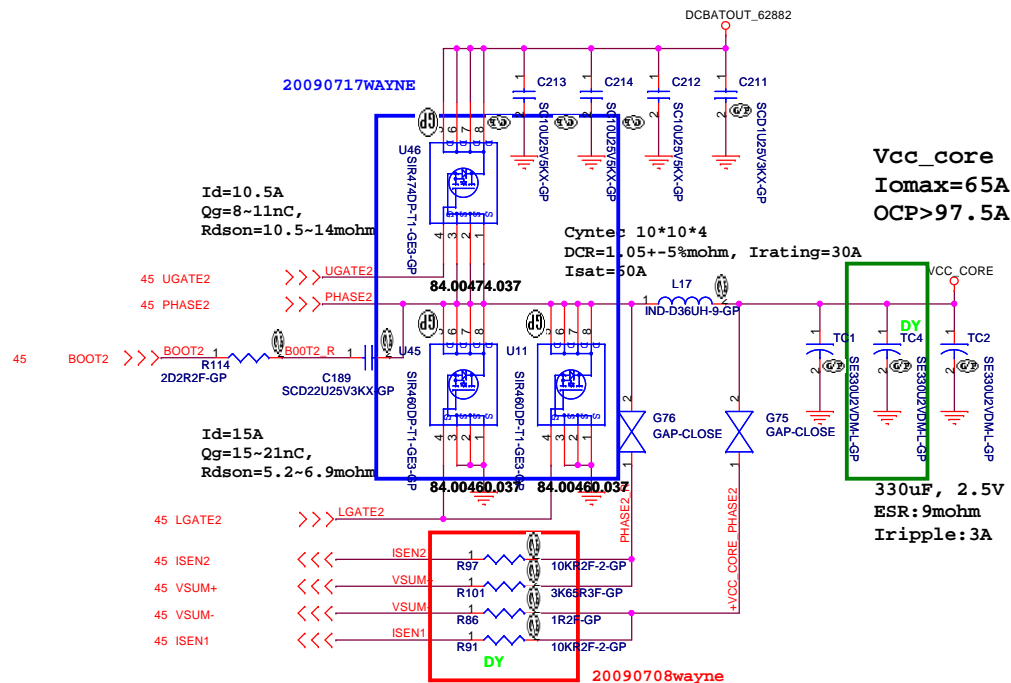 DCBATOUT_62882
20090717WAYNE
C213
C214
C212
C211
SC10U25V5KX-GP
SC10U25V5KX-GP
SC10U25V5KX-GP
SCD1U25V3KX-GP
Vcc_core
Iomax=65A
OCP>97.5A
U46
SIR474DP-T1-GE3-GP
Id=10.5A
Qg=8~11nC,
Rdson=10.5~14mohm
Cyntec 10*10*4
DCR=1.05+-5%mohm, Irating=30A
Isat=60A
45 UGATE2
UGATE2
84.00474.037
45 PHASE2
PHASE2
L17
IND-D36UH-9-GP
VCC_CORE
45 BOOT2
BOOT2
R114
2D2R2F-GP
BOOT2_R
C189
SCD22U25V3KX-GP
U45
SIR460DP-T1-GE3-GP
U11
SIR460DP-T1-GE3-GP
DY
TC1
TC4
TC2
SE330U2VDM-L-GP
SE330U2VDM-L-GP
SE330U2VDM-L-GP
G76
GAP-CLOSE
G75
GAP-CLOSE
Id=15A
Qg=15~21nC,
Rdson=5.2~6.9mohm
84.00460.037
84.00460.037
330uF, 2.5V
ESR:9mohm
Iripple:3A
45 LGATE2
LGATE2
+VCC_CORE_PHASE2
45 ISEN2
ISEN2
R97
10KR2F-2-GP
45 VSUM+
VSUM+
R101
3K65R3F-GP
45 VSUM-
VSUM-
R86
1R2F-GP
45 ISEN1
ISEN1
R91
10KR2F-2-GP
DY
20090708wayne